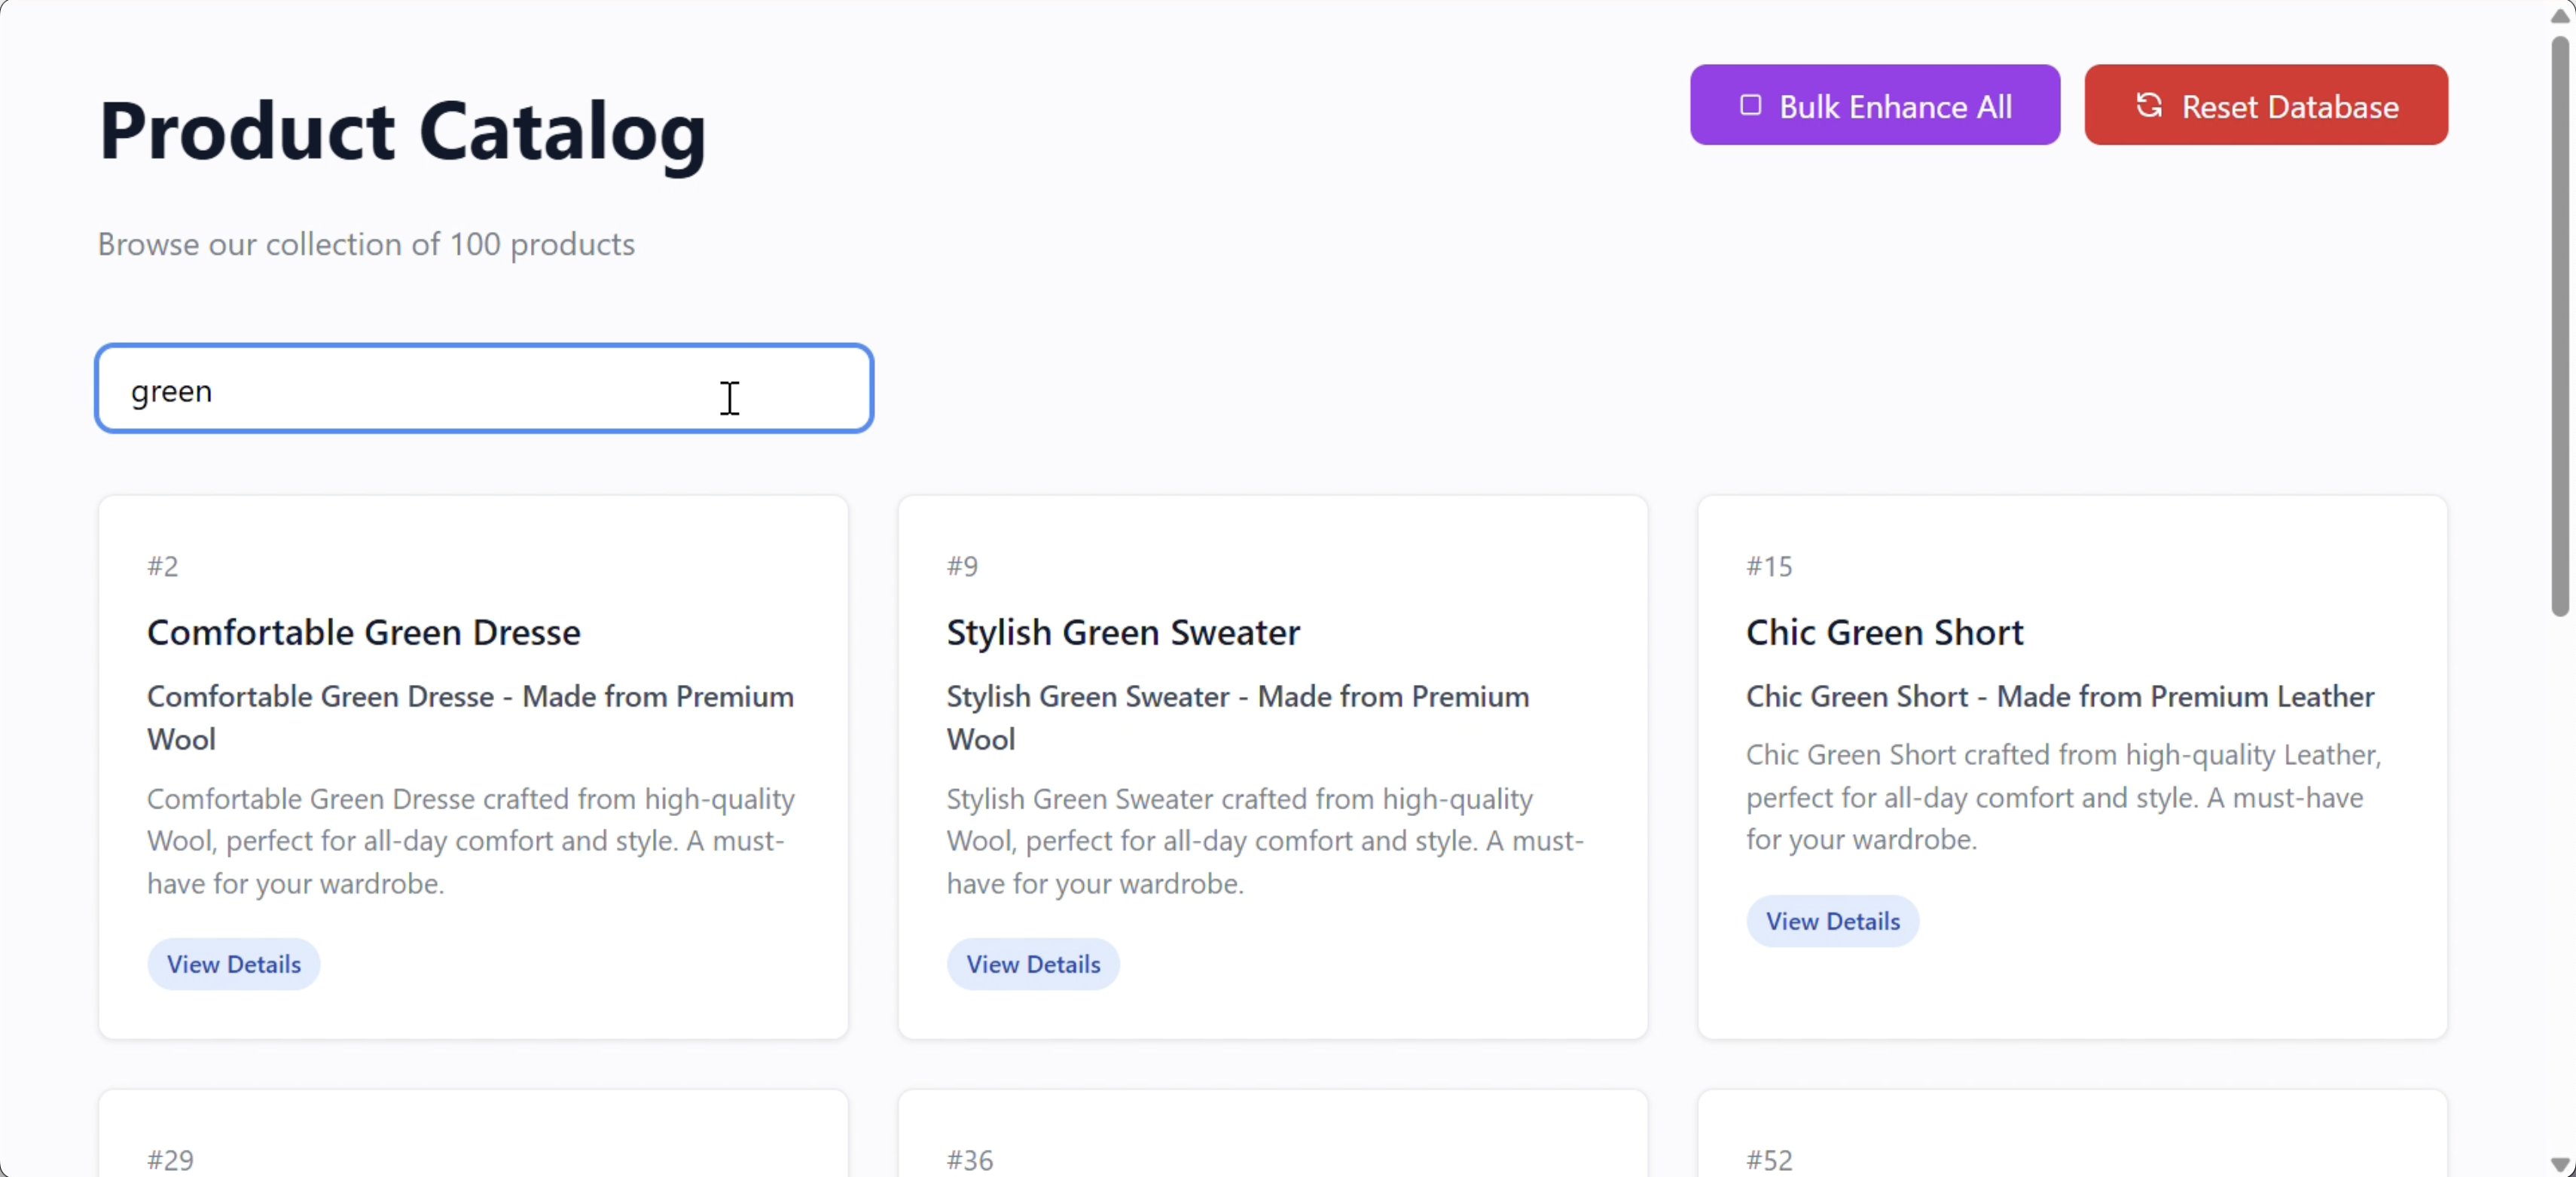 Product Catalog
Bulk Enhance All
Reset Database
Browse our collection of 100 products
green
#2
Comfortable Green Dresse
Comfortable Green Dresse - Made from Premium
Wool
Comfortable Green Dresse crafted from high-quality
Wool, perfect for all-day comfort and style. A must-
have for your wardrobe.
View Details
#9
Stylish Green Sweater
Stylish Green Sweater - Made from Premium
Wool
Stylish Green Sweater crafted from high-quality
Wool, perfect for all-day comfort and style. A must-
have for your wardrobe.
View Details
#15
Chic Green Short
Chic Green Short - Made from Premium Leather
Chic Green Short crafted from high-quality Leather,
perfect for all-day comfort and style. A must-have
for your wardrobe.
View Details
#29
#36
#52